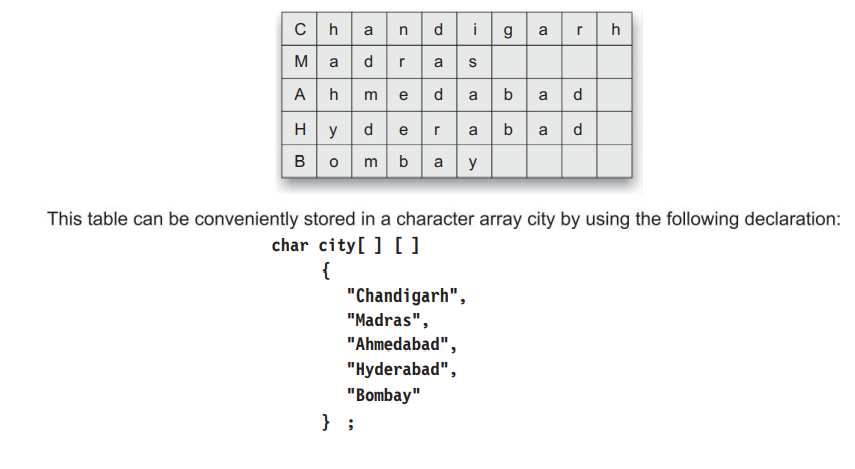 C h a n d i g a r h
M a d r a s
A h m e d a b a d
H y d e r a b a d
B o m b a y
This table can be conveniently stored in a character array city by using the following declaration:
char city[ ] [ ]
{
"Chandigarh",
"Madras",
"Ahmedabad",
"Hyderabad",
"Bombay"
} ;